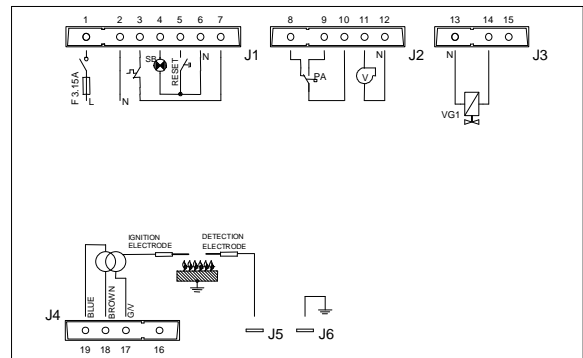 1 2 3 4 5 6 7
J1
8 9 10 11 12
J2
13 14 15
J3
F 3.15A
L
N
SB
RESET
N
PA
V
N
VG1
IGNITION
ELECTRODE
DETECTION
ELECTRODE
BLUE
BROWN
G/V
J4
19 18 17 16
J5
J6